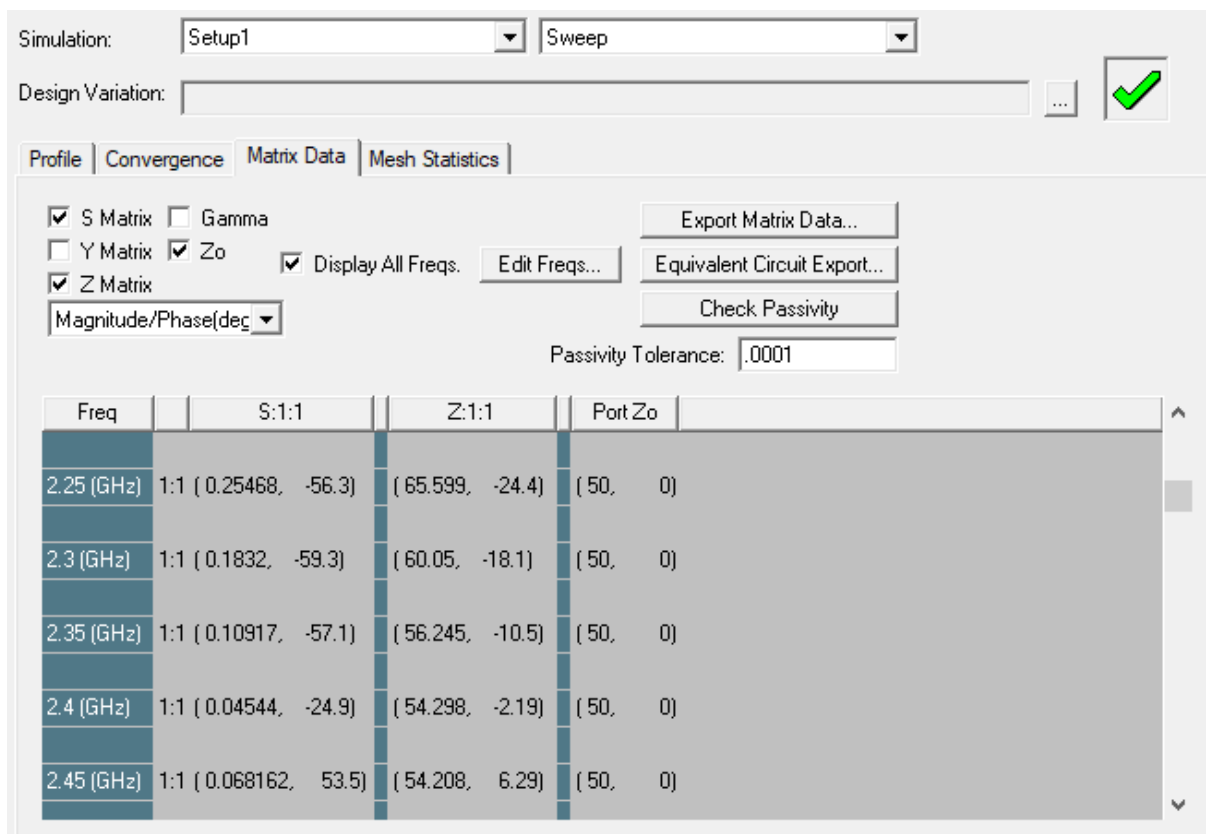 Simulation: Setup1 Sweep
Design Variation: ...
Profile Convergence Matrix Data Mesh Statistics
S Matrix Gamma Export Matrix Data...
Y Matrix Zo Display All Freqs. Edit Freqs... Equivalent Circuit Export...
Z Matrix Check Passivity
Magnitude/Phase(deg
Passivity Tolerance: .0001
Freq S:1:1 Z:1:1 Port Zo
2.25 (GHz) 1:1 ( 0.25468, -56.3) ( 65.599, -24.4) ( 50, 0)
2.3 (GHz) 1:1 ( 0.1832, -59.3) ( 60.05, -18.1) ( 50, 0)
2.35 (GHz) 1:1 ( 0.10917, -57.1) ( 56.245, -10.5) ( 50, 0)
2.4 (GHz) 1:1 ( 0.04544, -24.9) ( 54.298, -2.19) ( 50, 0)
2.45 (GHz) 1:1 ( 0.068162, 53.5) ( 54.208, 6.29) ( 50, 0)